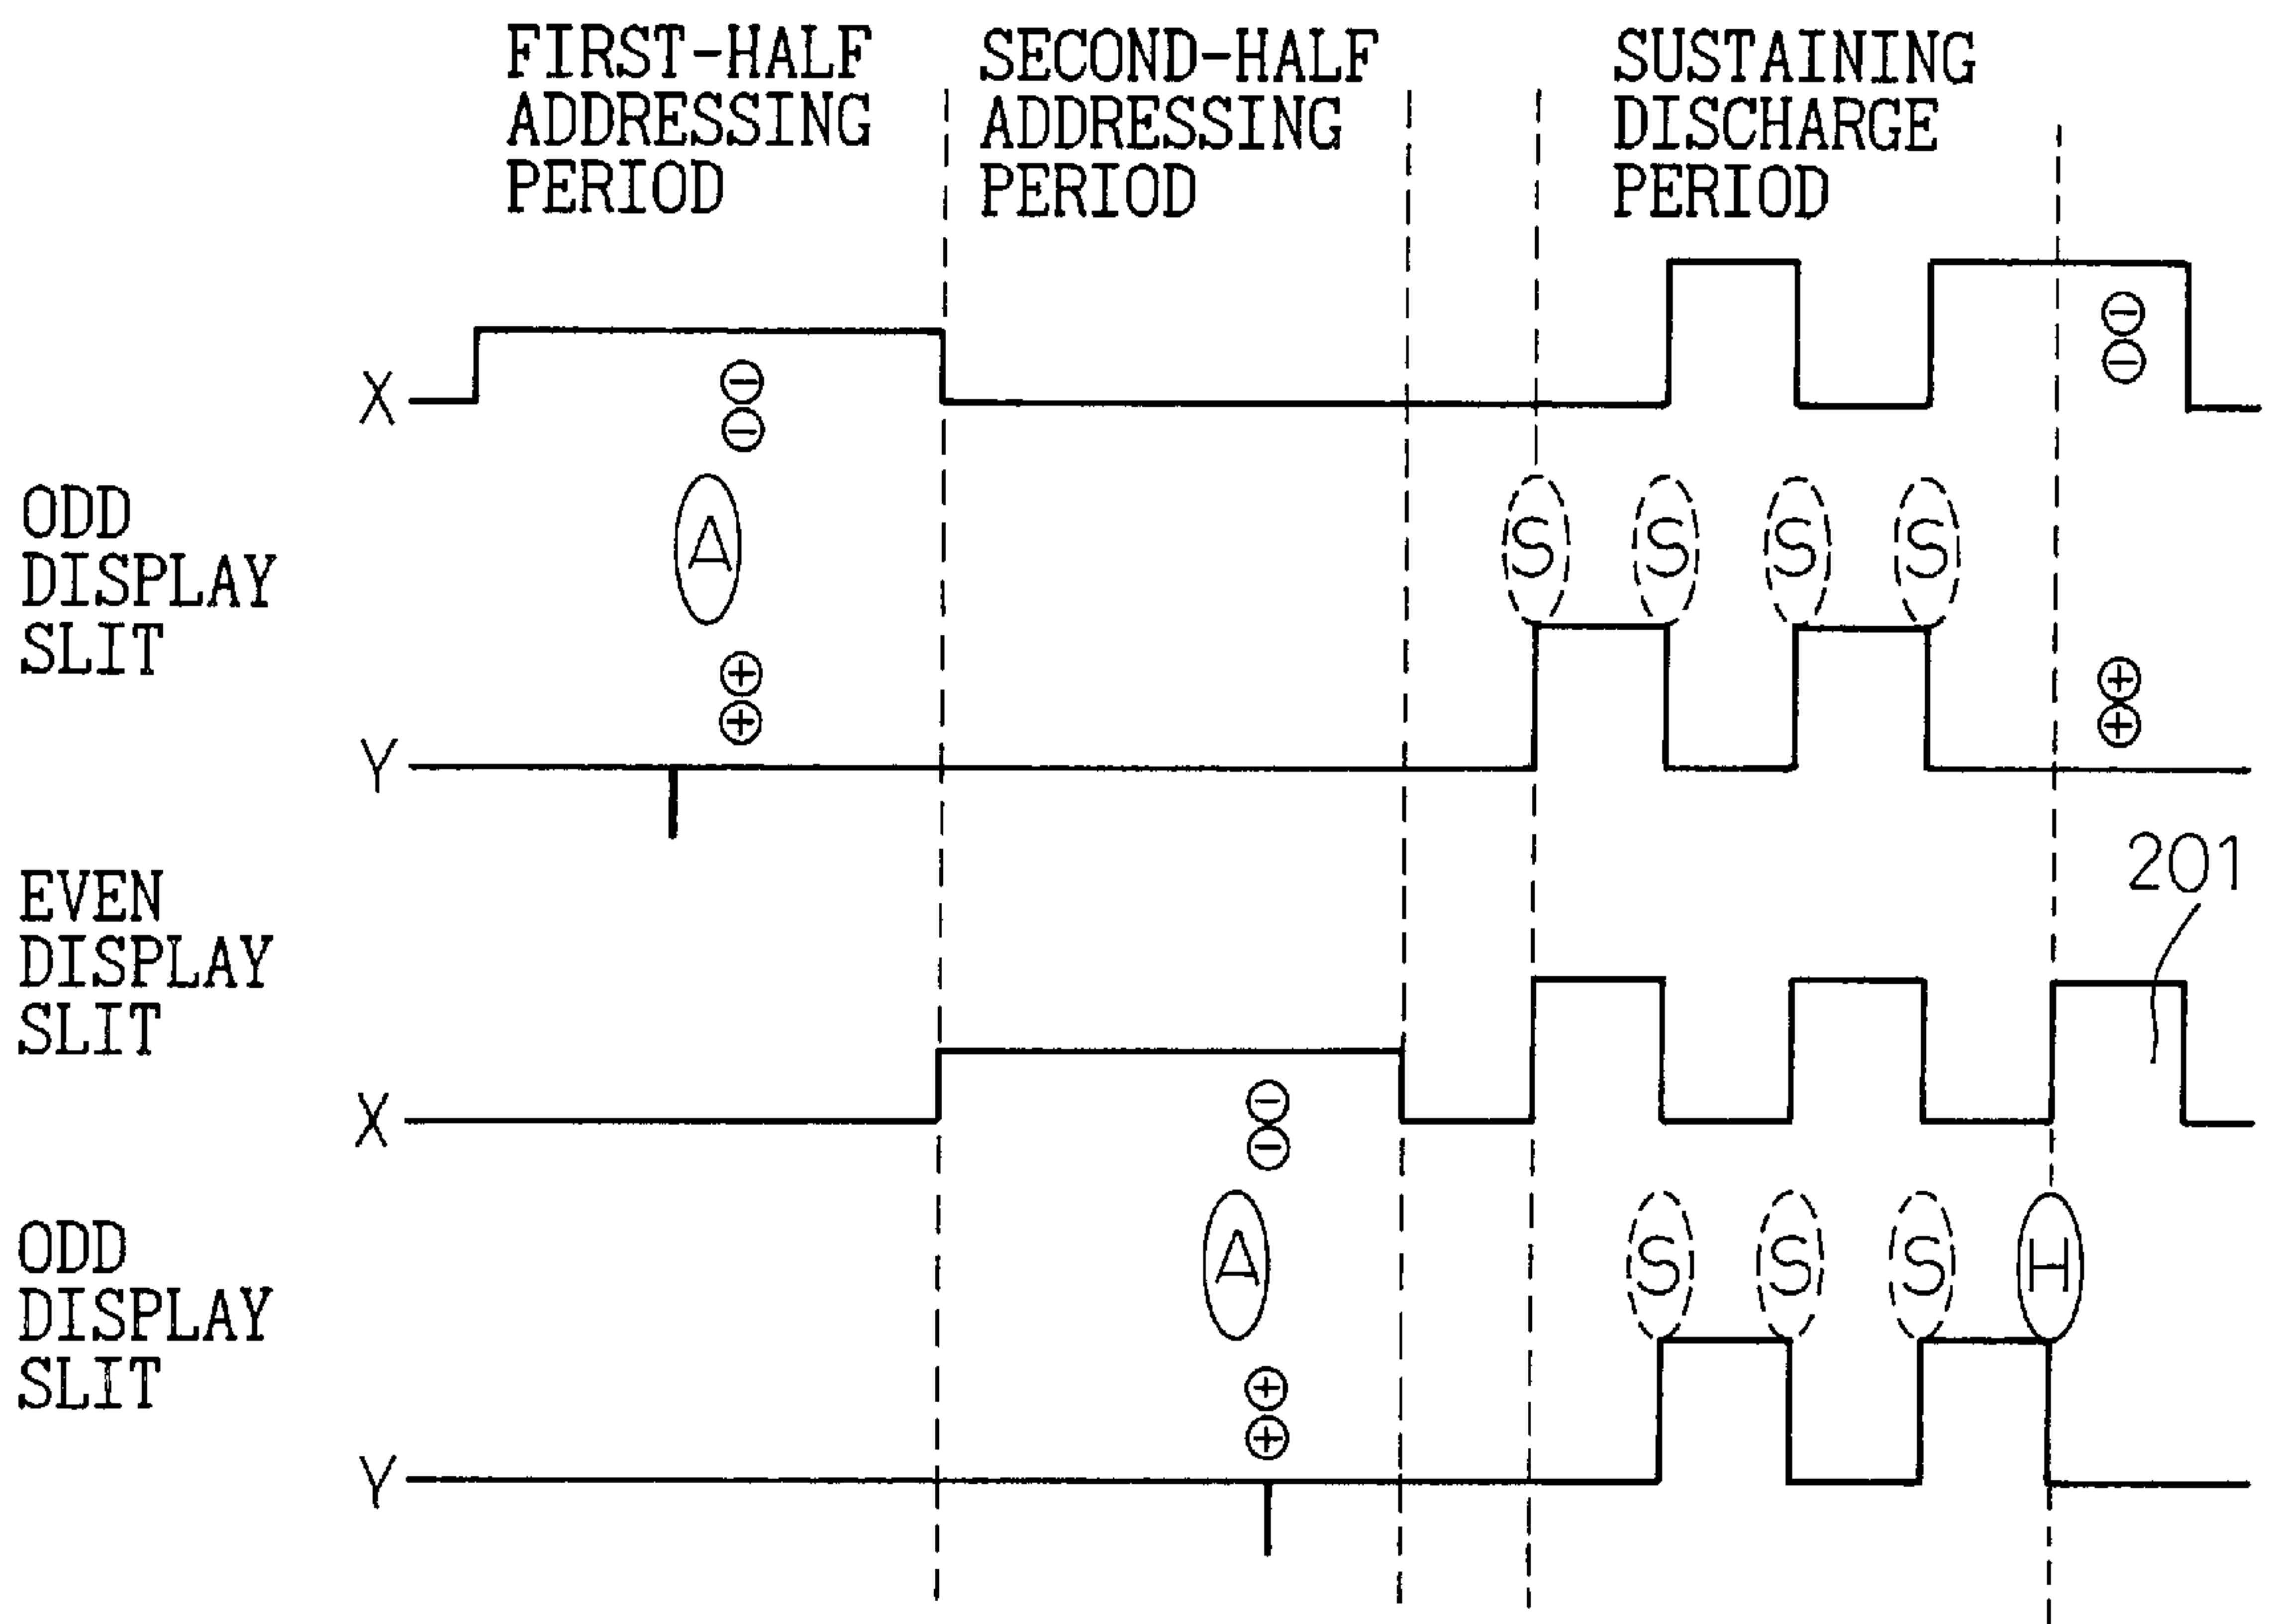 FIRST-HALF
ADDRESSING
PERIOD
SECOND-HALF
ADDRESSING
PERIOD
SUSTAINING
DISCHARGE
PERIOD
X
⊖ ⊖
⊖ ⊖
ODD
DISPLAY
SLIT
A S S S S
⊕ ⊕
⊕ ⊕
Y
201
EVEN
DISPLAY
SLIT
X
⊖
⊖
ODD
DISPLAY
SLIT
A S S S H
⊕
⊕
Y